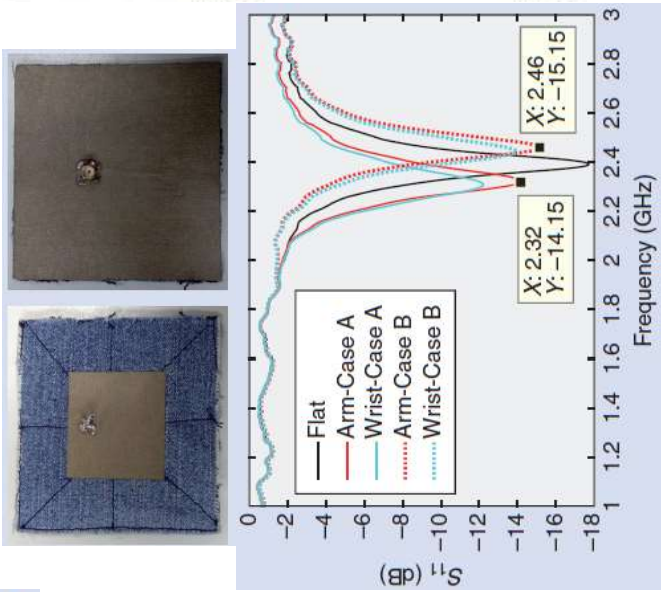 0
−2
−4
−6
−8
−10
−12
−14
−16
−18
S11 (dB)
Flat
Arm-Case A
Wrist-Case A
Arm-Case B
Wrist-Case B
X: 2.32
Y: −14.15
X: 2.46
Y: −15.15
1 1.2 1.4 1.6 1.8 2 2.2 2.4 2.6 2.8 3
Frequency (GHz)